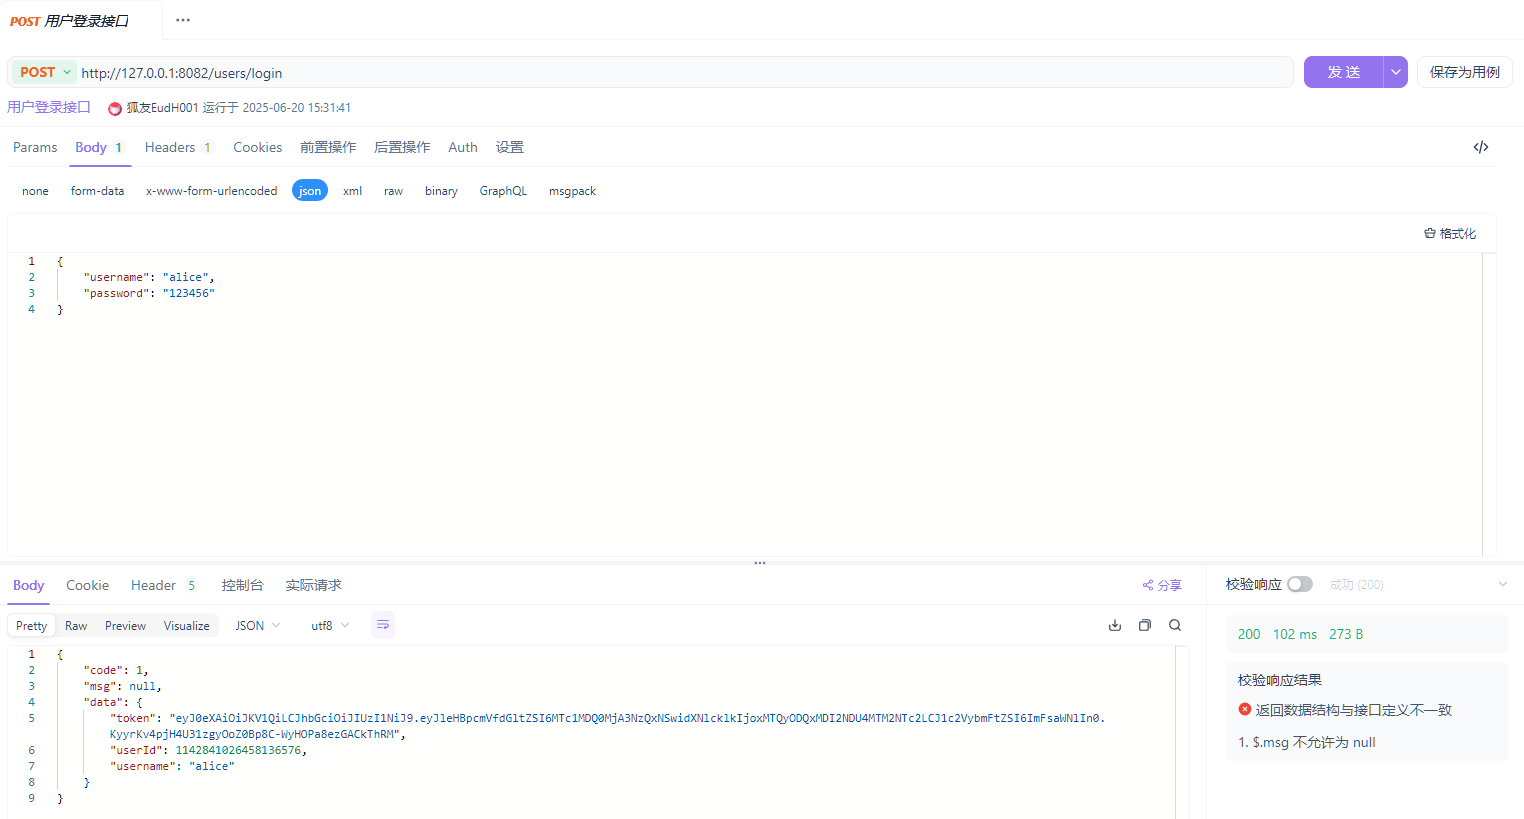 POST 用户登录接口 ···
POST http://127.0.0.1:8082/users/login 发 送 保存为用例
用户登录接口 狐友EudH001 运行于 2025-06-20 15:31:41
Params Body 1 Headers 1 Cookies 前置操作 后置操作 Auth 设置 </>
none form-data x-www-form-urlencoded json xml raw binary GraphQL msgpack
格式化
1 {
2 "username": "alice",
3 "password": "123456"
4 }
Body Cookie Header 5 控制台 实际请求 分享 校验响应 成功 (200)
Pretty Raw Preview Visualize JSON utf8
200 102 ms 273 B
1 {
2 "code": 1,
3 "msg": null,
4 "data": {
5 "token": "eyJ0eXAiOiJKV1QiLCJhbGciOiJIUzI1NiJ9.eyJleHBpcmVfdGltZSI6MTc1MDQ0MjA3NzQxNSwidXNlcklkIjoxMTQyODQxMDI2NDU4MTM2NTc2LCJ1c2VybmFtZSI6ImFsaWNlIn0.
KyyrKv4pjH4U31zgyOoZ0Bp8C-WyHOPa8ezGACkThRM",
6 "userId": 1142841026458136576,
7 "username": "alice"
8 }
9 }
校验响应结果
返回数据结构与接口定义不一致
1. $.msg 不允许为 null